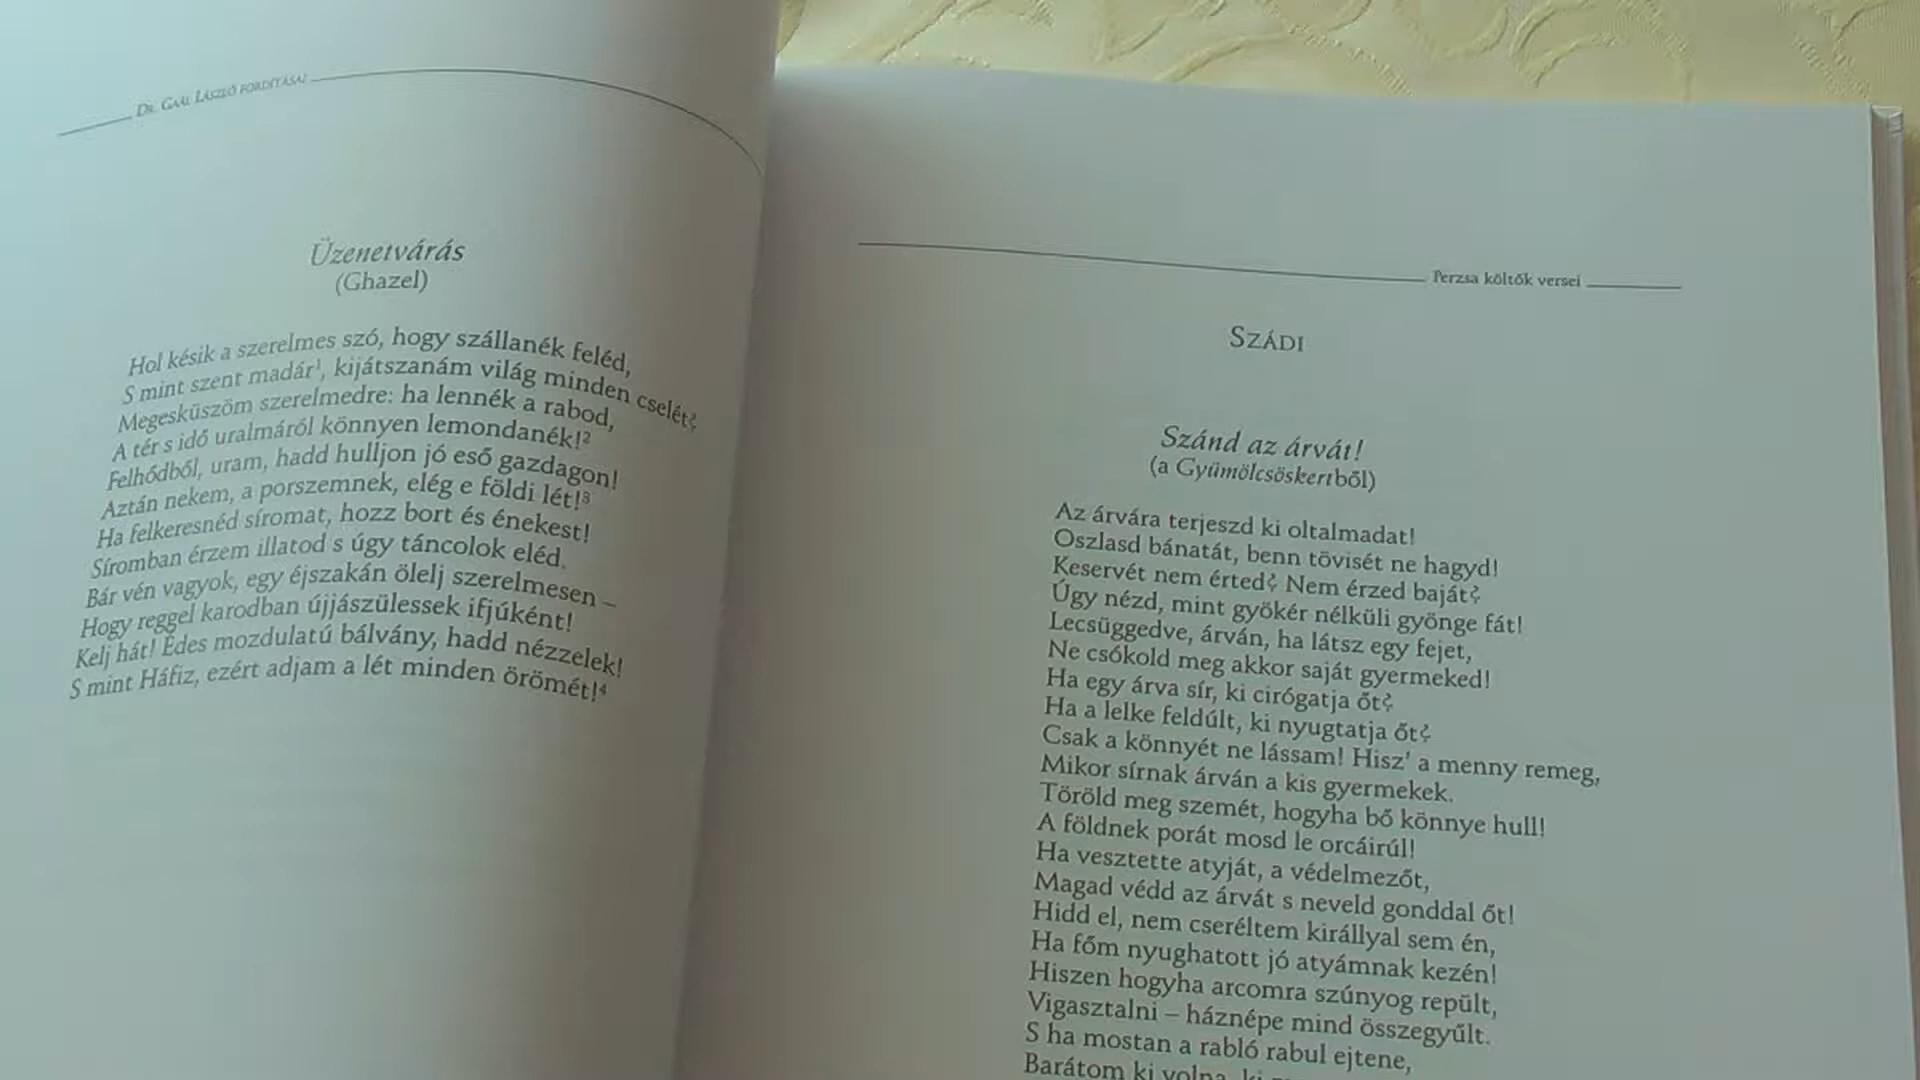 Dr. Gaál László fordításai
Üzenetvárás
(Ghazel)
Hol késik a szerelmes szó, hogy szállanék feléd,
S mint szent madár¹, kijátszanám világ minden cselét?
Megesküszöm szerelmedre: ha lennék a rabod,
A tér s idő uralmáról könnyen lemondanék!²
Felhődből, uram, hadd hulljon jó eső gazdagon!
Aztán nekem, a porszemnek, elég e földi lét!³
Ha felkeresnéd síromat, hozz bort és énekest!
Síromban érzem illatod s úgy táncolok eléd.
Bár vén vagyok, egy éjszakán ölelj szerelmesen –
Hogy reggel karodban újjászülessek ifjúként!
Kelj hát! Édes mozdulatú bálvány, hadd nézzelek!
S mint Háfiz, ezért adjam a lét minden örömét!⁴
Perzsa költők versei
Szádi
Szánd az árvát!
(a Gyümölcsöskertből)
Az árvára terjeszd ki oltalmadat!
Oszlasd bánatát, benn tövisét ne hagyd!
Keservét nem érted? Nem érzed baját?
Úgy nézd, mint gyökér nélküli gyönge fát!
Lecsüggedve, árván, ha látsz egy fejet,
Ne csókold meg akkor saját gyermeked!
Ha egy árva sír, ki cirógatja őt?
Ha a lelke feldúlt, ki nyugtatja őt?
Csak a könnyét ne lássam! Hisz' a menny remeg,
Mikor sírnak árván a kis gyermekek.
Töröld meg szemét, hogyha bő könnye hull!
A földnek porát mosd le orcáirúl!
Ha vesztette atyját, a védelmezőt,
Magad védd az árvát s neveld gonddal őt!
Hidd el, nem cseréltem királlyal sem én,
Ha főm nyughatott jó atyámnak kezén!
Hiszen hogyha arcomra szúnyog repült,
Vigasztalni – háznépe mind összegyűlt.
S ha mostan a rabló rabul ejtene,
Barátom ki volna, ki